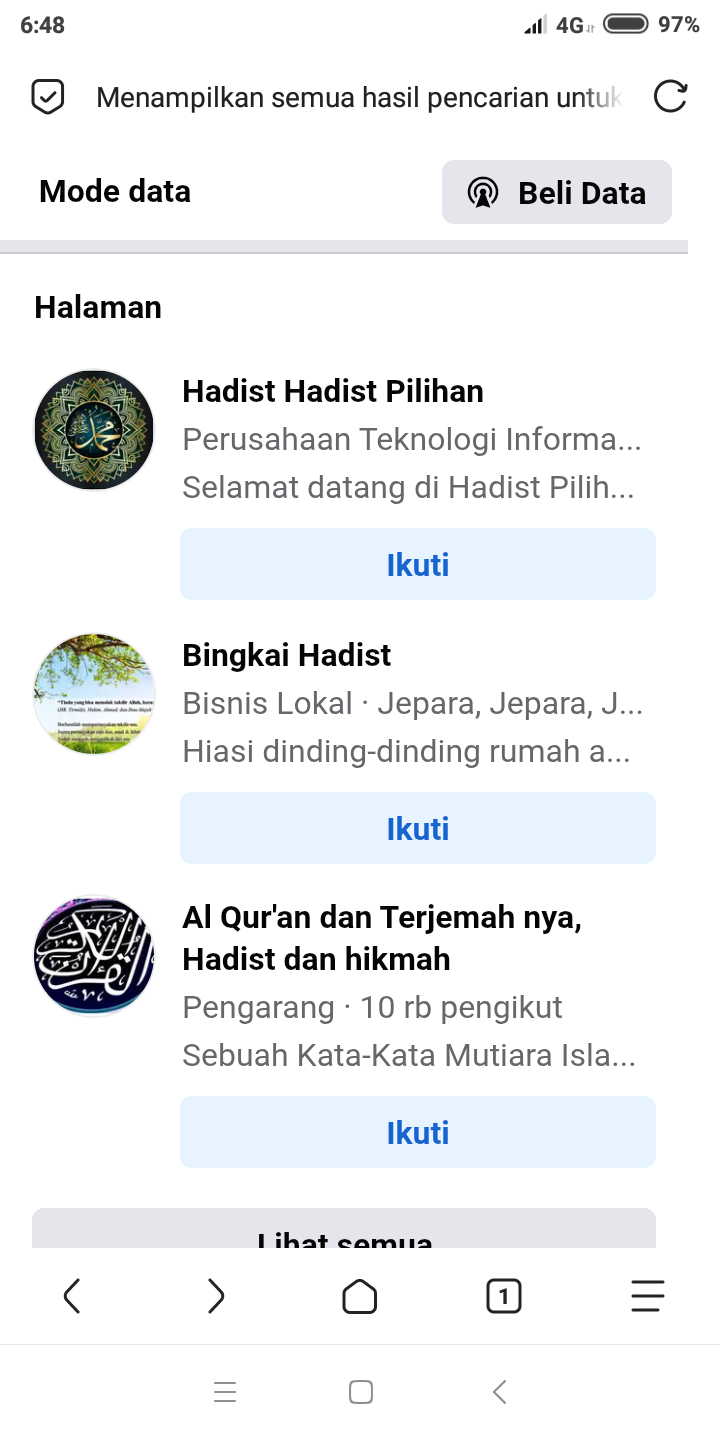 6:48
4G
97%
Menampilkan semua hasil pencarian untuk
Mode data
Beli Data
Halaman
Hadist Hadist Pilihan
Perusahaan Teknologi Informa...
Selamat datang di Hadist Pilih...
Ikuti
Bingkai Hadist
Bisnis Lokal · Jepara, Jepara, J...
Hiasi dinding-dinding rumah a...
Ikuti
Al Qur'an dan Terjemah nya,
Hadist dan hikmah
Pengarang · 10 rb pengikut
Sebuah Kata-Kata Mutiara Isla...
Ikuti
Lihat semua
1